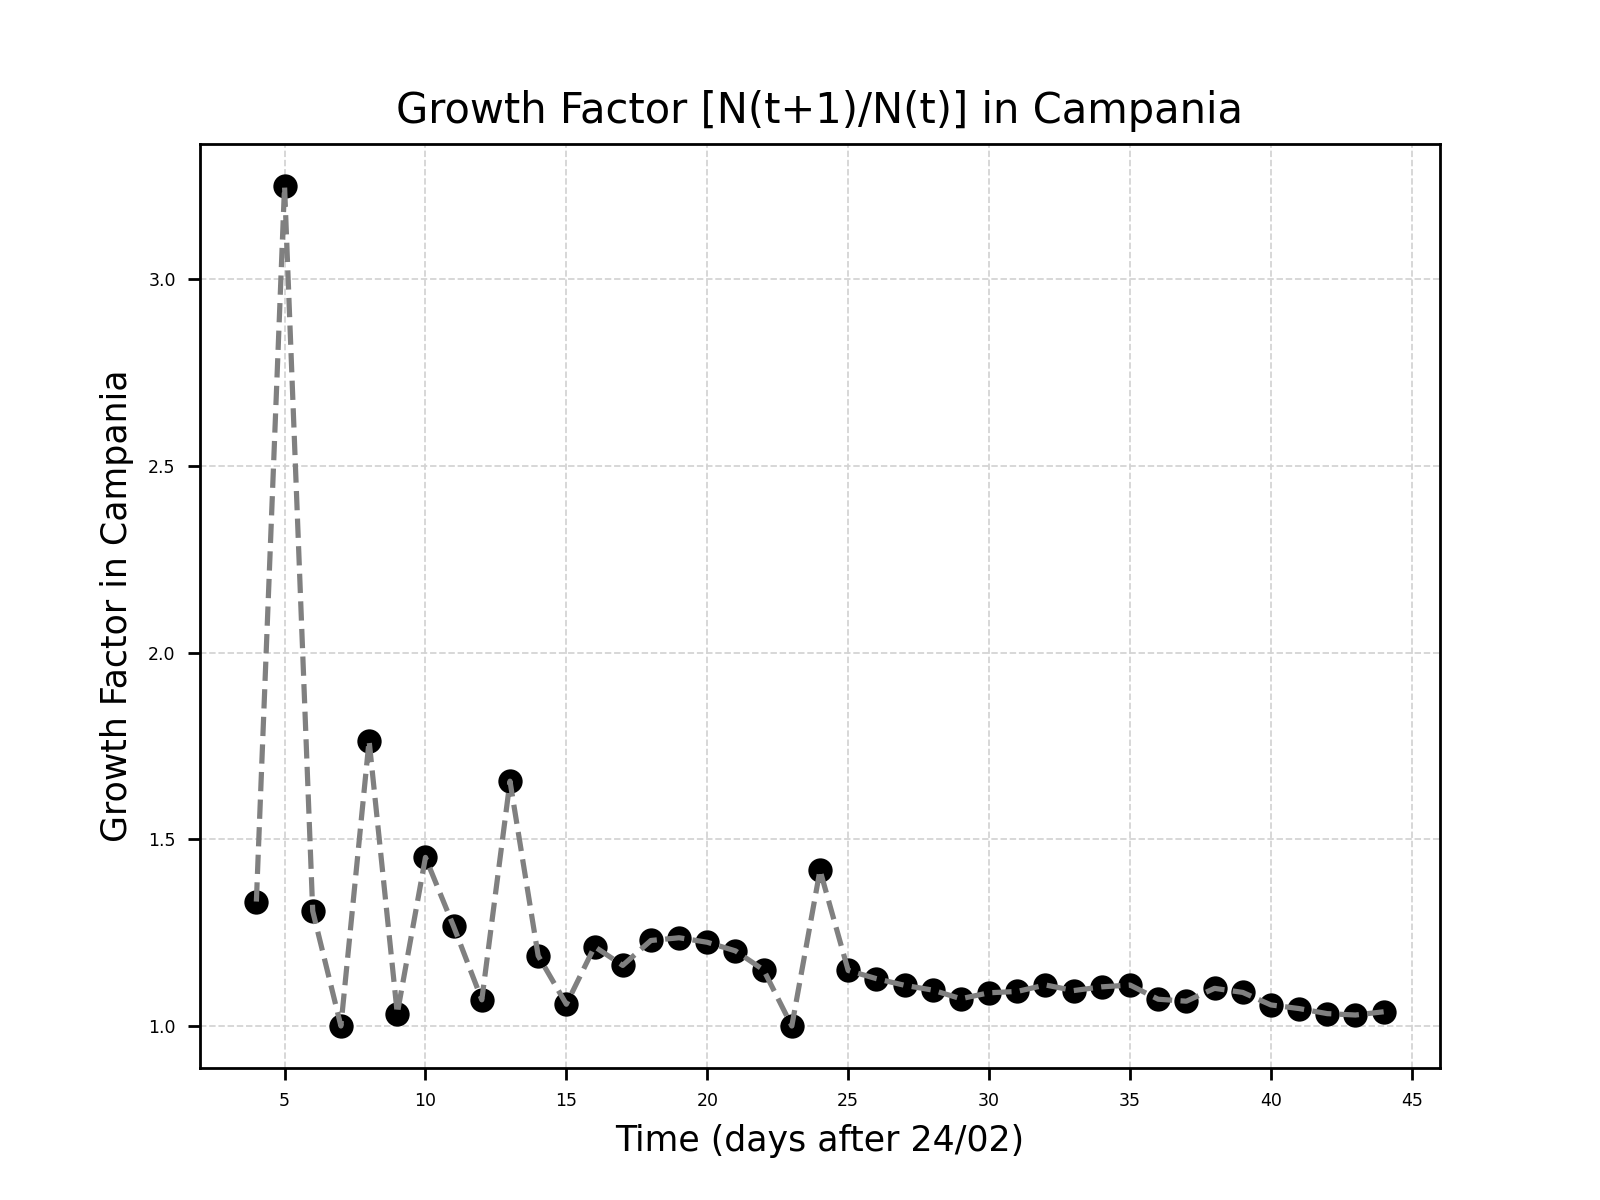 Growth Factor [N(t+1)/N(t)] in Campania
Growth Factor in Campania
3.0
2.5
2.0
1.5
1.0
5 10 15 20 25 30 35 40 45
Time (days after 24/02)